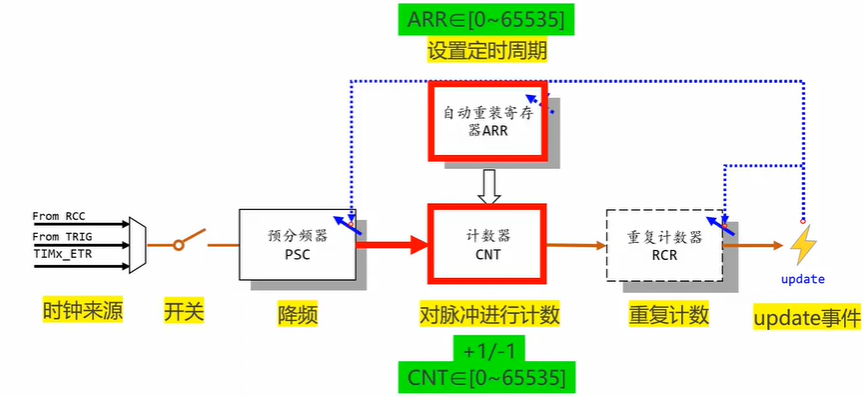 ARR∈[0~65535]
设置定时周期
自动重装寄存
器ARR
From RCC
From TRIG
TIMx_ETR
预分频器
PSC
计数器
CNT
重复计数器
RCR
update
时钟来源
开关
降频
对脉冲进行计数
重复计数
update事件
+1/-1
CNT∈[0~65535]